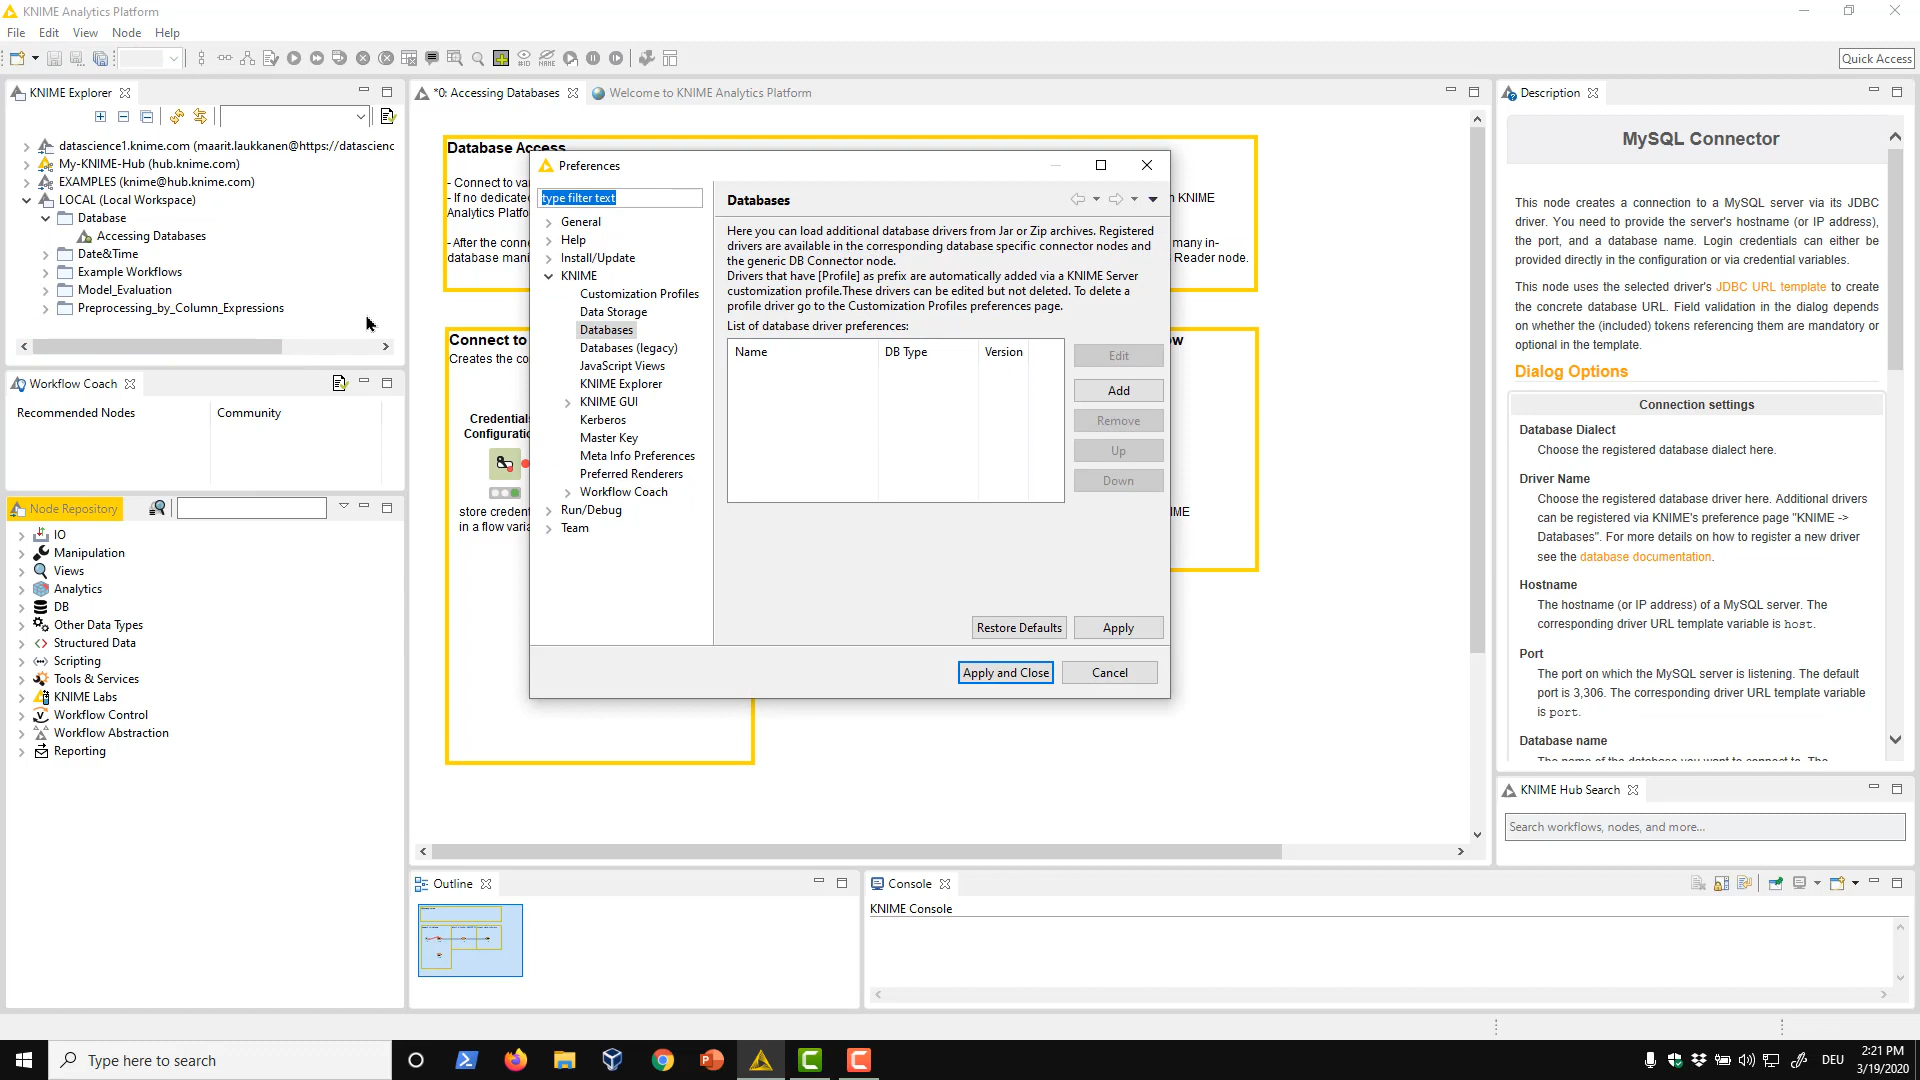 KNIME Analytics Platform
File Edit View Node Help
Quick Access
KNIME Explorer
datascience1.knime.com (maarit.laukkanen@https://datascienc
My-KNIME-Hub (hub.knime.com)
EXAMPLES (knime@hub.knime.com)
LOCAL (Local Workspace)
Database
Accessing Databases
Date&Time
Example Workflows
Model_Evaluation
Preprocessing_by_Column_Expressions
Workflow Coach
Recommended Nodes Community
Node Repository
IO
Manipulation
Views
Analytics
DB
Other Data Types
Structured Data
Scripting
Tools & Services
KNIME Labs
Workflow Control
Workflow Abstraction
Reporting
*0: Accessing Databases Welcome to KNIME Analytics Platform
Database Access
- Connect to va
- If no dedicate
n KNIME
Analytics Platfo
- After the conne
many in-
database mani
Reader node.
Connect to
ow
Creates the co
Credential
Configuratio
store creden
IME
in a flow varia
Preferences
type filter text
General
Help
Install/Update
KNIME
Customization Profiles
Data Storage
Databases
Databases (legacy)
JavaScript Views
KNIME Explorer
KNIME GUI
Kerberos
Master Key
Meta Info Preferences
Preferred Renderers
Workflow Coach
Run/Debug
Team
Databases
Here you can load additional database drivers from Jar or Zip archives. Registered
drivers are available in the corresponding database specific connector nodes and
the generic DB Connector node.
Drivers that have [Profile] as prefix are automatically added via a KNIME Server
customization profile.These drivers can be edited but not deleted. To delete a
profile driver go to the Customization Profiles preferences page.
List of database driver preferences:
Name DB Type Version
Edit
Add
Remove
Up
Down
Restore Defaults Apply
Apply and Close Cancel
Description
MySQL Connector
This node creates a connection to a MySQL server via its JDBC
driver. You need to provide the server's hostname (or IP address),
the port, and a database name. Login credentials can either be
provided directly in the configuration or via credential variables.
This node uses the selected driver's JDBC URL template to create
the concrete database URL. Field validation in the dialog depends
on whether the (included) tokens referencing them are mandatory or
optional in the template.
Dialog Options
Connection settings
Database Dialect
Choose the registered database dialect here.
Driver Name
Choose the registered database driver here. Additional drivers
can be registered via KNIME's preference page "KNIME ->
Databases". For more details on how to register a new driver
see the database documentation.
Hostname
The hostname (or IP address) of a MySQL server. The
corresponding driver URL template variable is host.
Port
The port on which the MySQL server is listening. The default
port is 3,306. The corresponding driver URL template variable
is port.
Database name
The name of the database you want to connect to. The
KNIME Hub Search
Search workflows, nodes, and more...
Outline
Console
KNIME Console
Type here to search
DEU
2:21 PM
3/19/2020